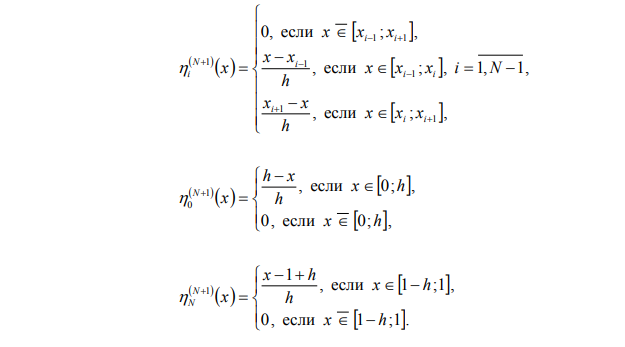 0, если x ∈̅ [x_{i-1}; x_{i+1}],
η_i^{(N+1)}(x) = { (x − x_{i-1})/h, если x ∈ [x_{i-1}; x_i], i = \overline{1, N−1},
(x_{i+1} − x)/h, если x ∈ [x_i; x_{i+1}],
η_0^{(N+1)}(x) = { (h − x)/h, если x ∈ [0; h],
0, если x ∈̅ [0; h],
η_N^{(N+1)}(x) = { (x − 1 + h)/h, если x ∈ [1 − h; 1],
0, если x ∈̅ [1 − h; 1].